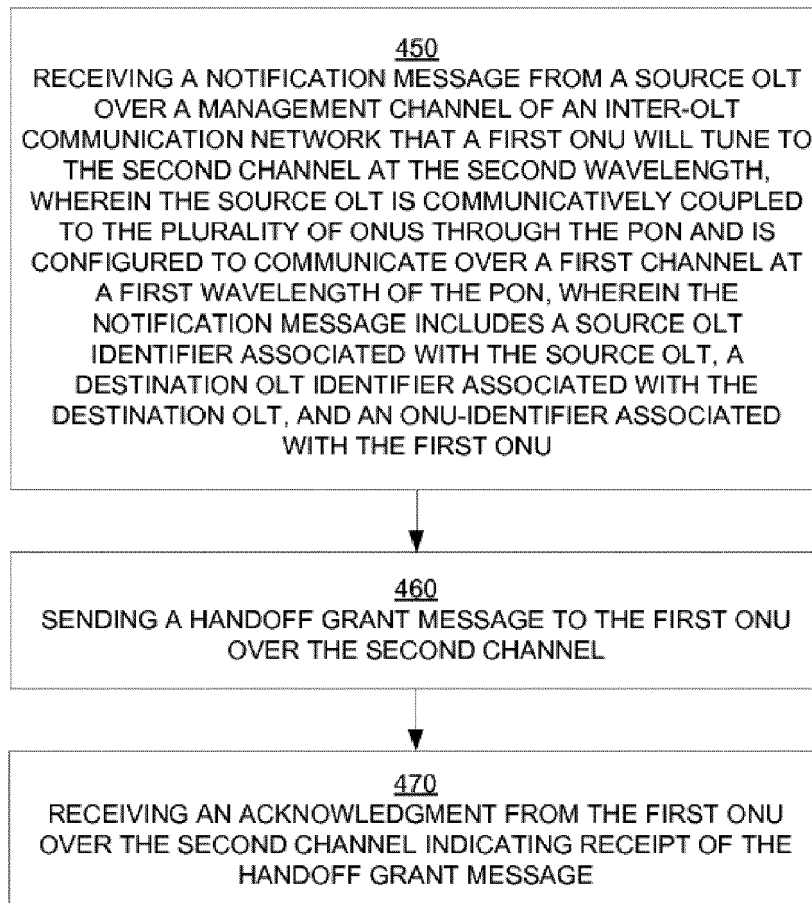 450
RECEIVING A NOTIFICATION MESSAGE FROM A SOURCE OLT
OVER A MANAGEMENT CHANNEL OF AN INTER-OLT
COMMUNICATION NETWORK THAT A FIRST ONU WILL TUNE TO
THE SECOND CHANNEL AT THE SECOND WAVELENGTH,
WHEREIN THE SOURCE OLT IS COMMUNICATIVELY COUPLED
TO THE PLURALITY OF ONUS THROUGH THE PON AND IS
CONFIGURED TO COMMUNICATE OVER A FIRST CHANNEL AT
A FIRST WAVELENGTH OF THE PON, WHEREIN THE
NOTIFICATION MESSAGE INCLUDES A SOURCE OLT
IDENTIFIER ASSOCIATED WITH THE SOURCE OLT, A
DESTINATION OLT IDENTIFIER ASSOCIATED WITH THE
DESTINATION OLT, AND AN ONU-IDENTIFIER ASSOCIATED
WITH THE FIRST ONU
460
SENDING A HANDOFF GRANT MESSAGE TO THE FIRST ONU
OVER THE SECOND CHANNEL
470
RECEIVING AN ACKNOWLEDGMENT FROM THE FIRST ONU
OVER THE SECOND CHANNEL INDICATING RECEIPT OF THE
HANDOFF GRANT MESSAGE